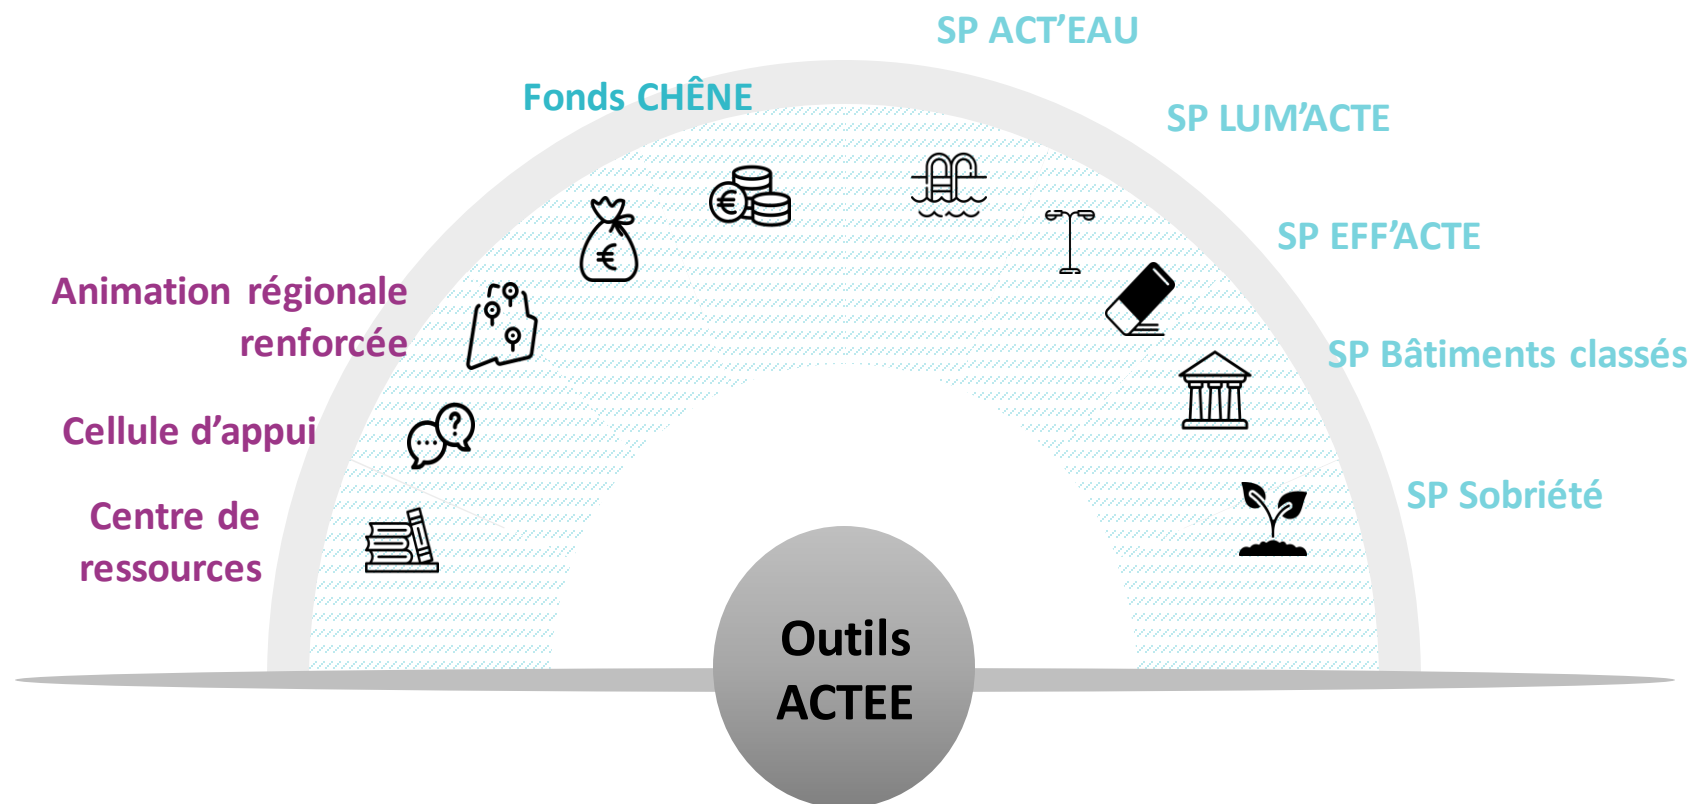 SP ACT’EAU
Fonds CHÊNE
SP LUM’ACTE
SP EFF’ACTE
Animation régionale
renforcée
SP Bâtiments classés
Cellule d’appui
SP Sobriété
Centre de
ressources
Outils
ACTEE